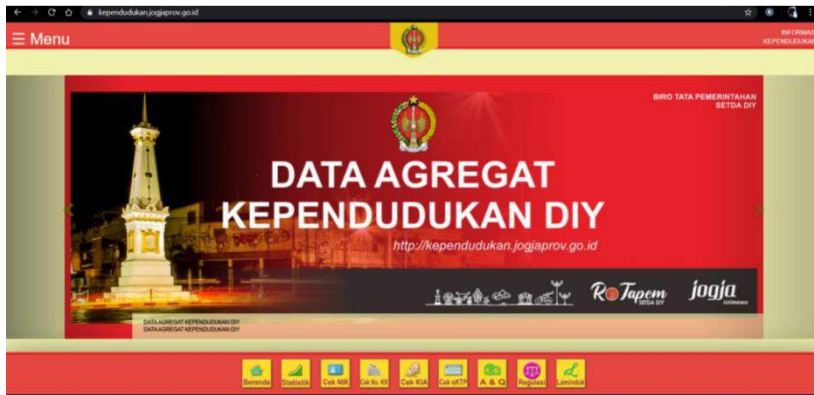 kependudukan.jogjaprov.go.id
☰ Menu
INFORMASI
KEPENDUDUKAN
BIRO TATA PEMERINTAHAN
SETDA DIY
DATA AGREGAT
KEPENDUDUKAN DIY
http://kependudukan.jogjaprov.go.id
RoTapem
SETDA DIY
jogja
istimewa
DATA AGREGAT KEPENDUDUKAN DIY
DATA AGREGAT KEPENDUDUKAN DIY
Beranda Statistik Cek NIK Cek No. KK Cek KIA Cek eKTP A & Q Regulasi Laminduk